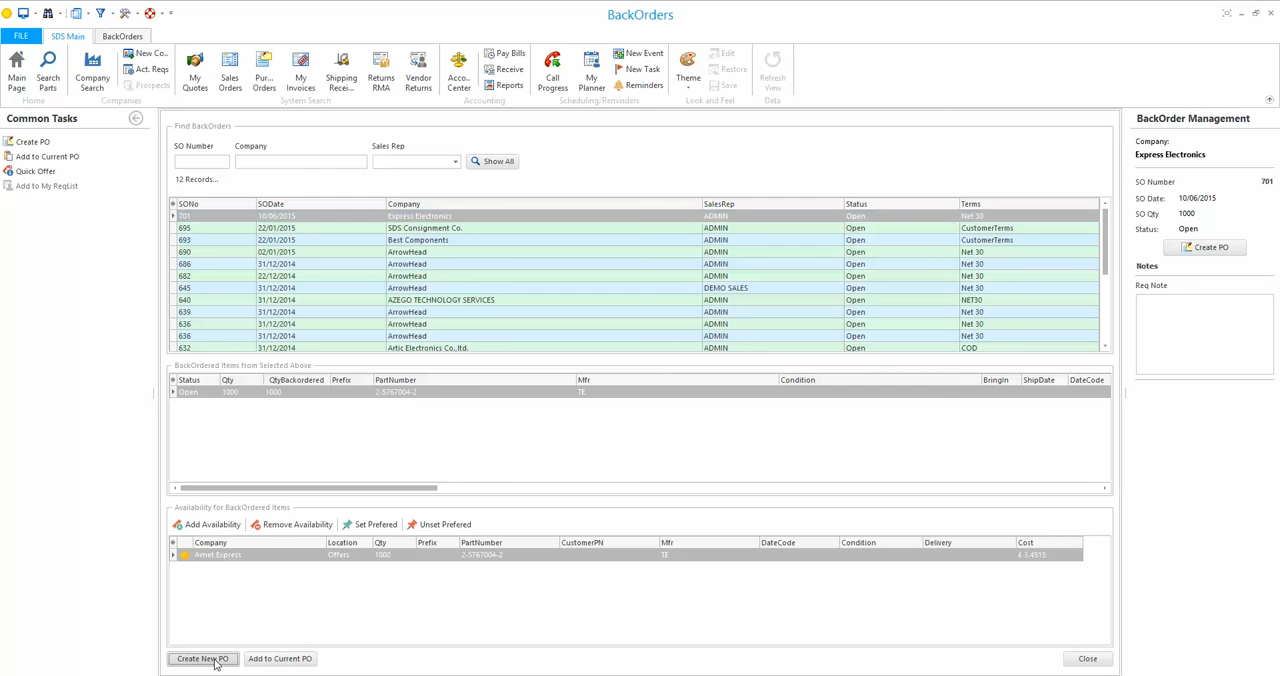 BackOrders
FILE SDS Main BackOrders
Main Page
Search Parts
Home
Company Search
New Co...
Act. Reqs
Prospects
Companies
My Quotes
Sales Orders
Pur... Orders
My Invoices
Shipping Recei...
Returns RMA
Vendor Returns
System Search
Acco... Center
Pay Bills
Receive
Reports
Accounting
Call Progress
My Planner
New Event
New Task
Reminders
Scheduling/Reminders
Theme
Edit
Restore
Save
Look and Feel
Refresh View
Data
Common Tasks
Create PO
Add to Current PO
Quick Offer
Add to My ReqList
Find BackOrders
SO Number Company Sales Rep
Show All
12 Records...
SONo SODate Company SalesRep Status Terms
701 10/06/2015 Express Electronics ADMIN Open Net 30
695 22/01/2015 SDS Consignment Co. ADMIN Open CustomerTerms
693 22/01/2015 Best Components ADMIN Open CustomerTerms
690 02/01/2015 ArrowHead ADMIN Open Net 30
686 31/12/2014 ArrowHead ADMIN Open Net 30
682 22/12/2014 ArrowHead ADMIN Open Net 30
645 31/12/2014 ArrowHead DEMO SALES Open Net 30
640 31/12/2014 AZEGO TECHNOLOGY SERVICES ADMIN Open NET30
639 31/12/2014 ArrowHead ADMIN Open Net 30
636 31/12/2014 ArrowHead ADMIN Open Net 30
636 31/12/2014 ArrowHead ADMIN Open Net 30
632 31/12/2014 Artic Electronics Co.,ltd. ADMIN Open COD
BackOrdered Items from Selected Above
Status Qty QtyBackordered Prefix PartNumber Mfr Condition BringIn ShipDate DateCode
Open 1000 1000 2-5767004-2 TE
Availability for BackOrdered Items
Add Availability Remove Availability Set Prefered Unset Prefered
Company Location Qty Prefix PartNumber CustomerPN Mfr DateCode Condition Delivery Cost
Avnet Express Offers 1000 2-5767004-2 TE £ 3.4515
Create New PO Add to Current PO Close
BackOrder Management
Company:
Express Electronics
SO Number 701
SO Date: 10/06/2015
SO Qty 1000
Status: Open
Create PO
Notes
Req Note